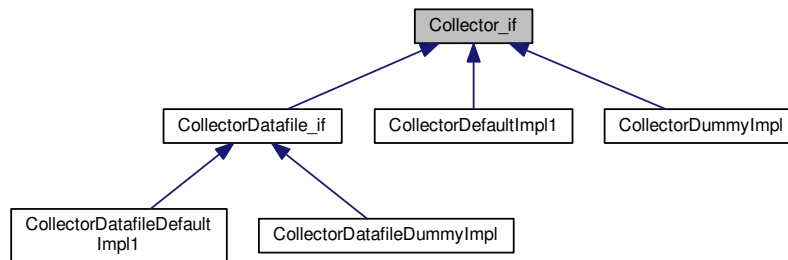 Collector_if
CollectorDatafile_if
CollectorDefaultImpl1
CollectorDummyImpl
CollectorDatafileDefault
Impl1
CollectorDatafileDummyImpl